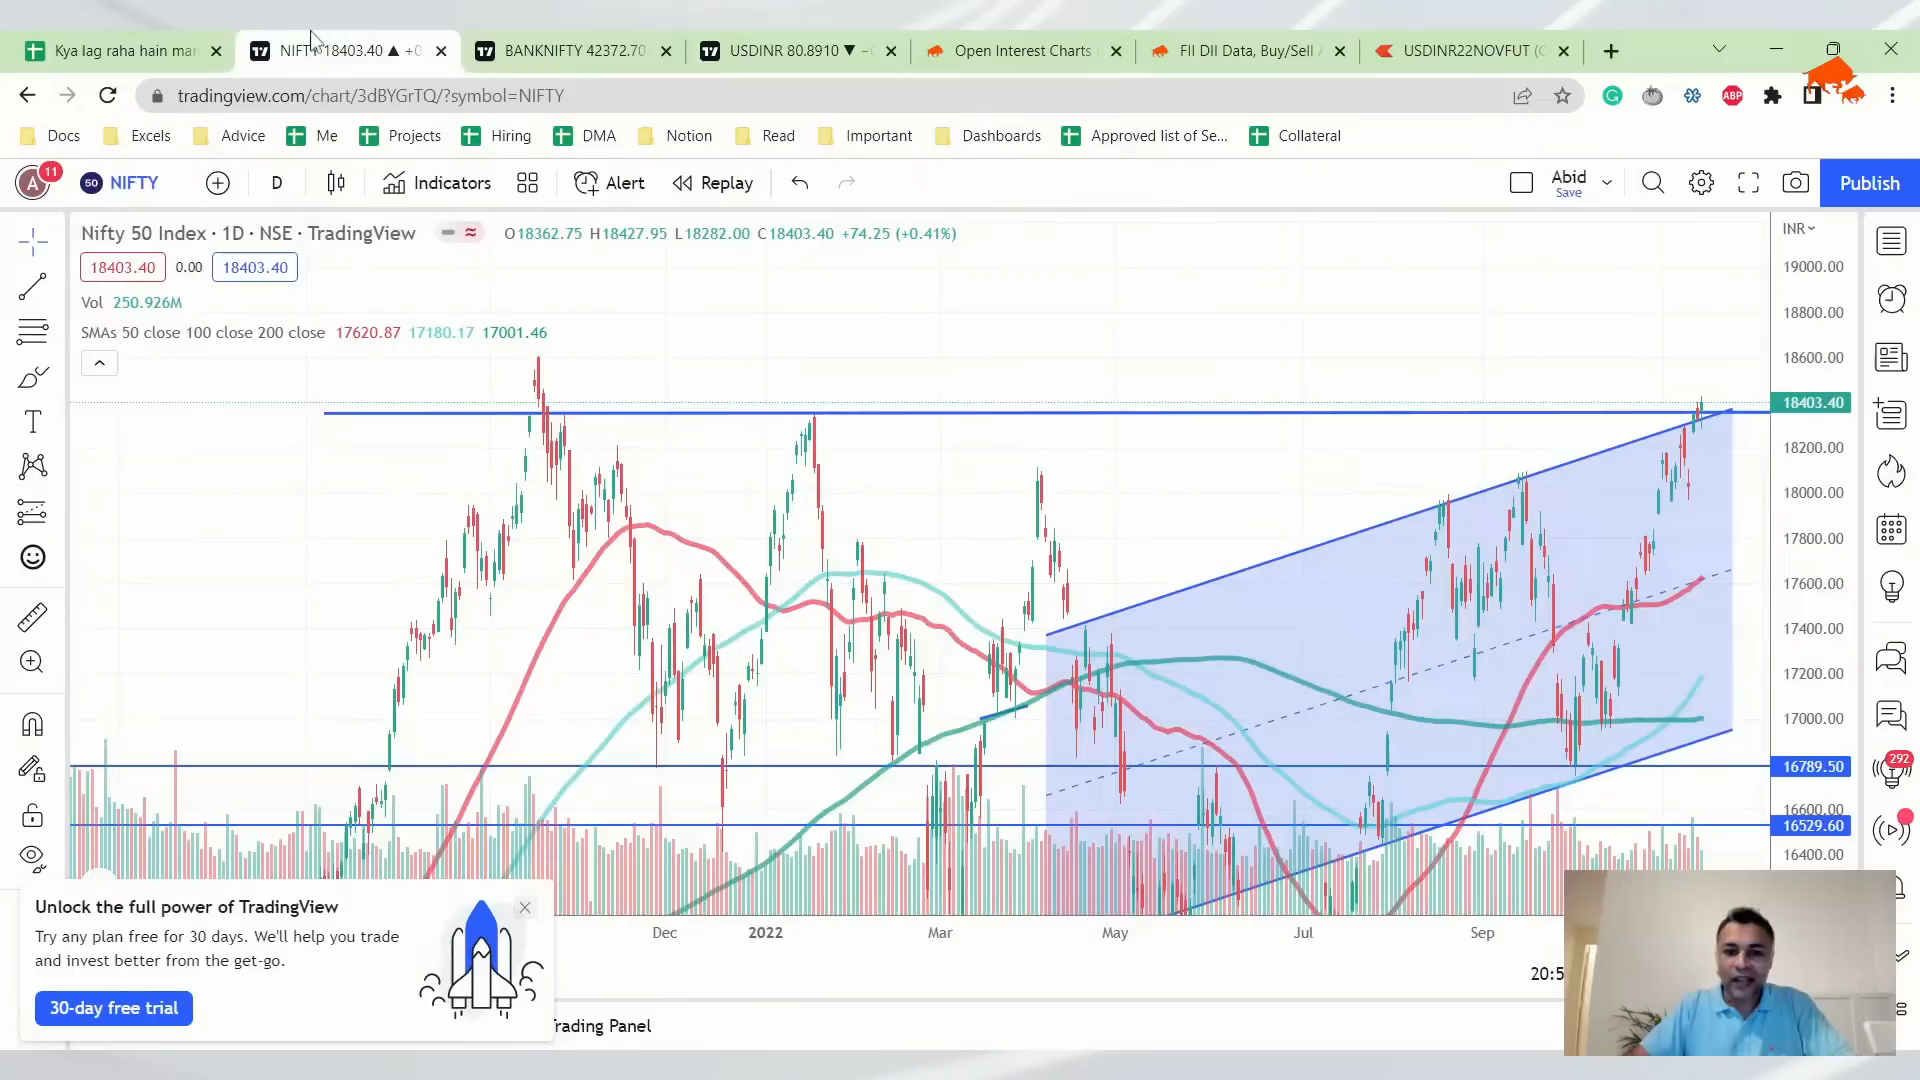 Kya lag raha hain mar
NIFTY 18403.40 ▲ +0
BANKNIFTY 42372.70
USDINR 80.8910 ▼ −
Open Interest Charts
FII DII Data, Buy/Sell
USDINR22NOVFUT (
tradingview.com/chart/3dBYGrTQ/?symbol=NIFTY
ABP
Docs
Excels
Advice
Me
Projects
Hiring
DMA
Notion
Read
Important
Dashboards
Approved list of Se...
Collateral
A
11
50 NIFTY
D
Indicators
Alert
Replay
Abid
Save
Publish
Nifty 50 Index · 1D · NSE · TradingView
O18362.75 H18427.95 L18282.00 C18403.40 +74.25 (+0.41%)
INR
18403.40 0.00 18403.40
Vol 250.926M
SMAs 50 close 100 close 200 close 17620.87 17180.17 17001.46
19000.00
18800.00
18600.00
18403.40
18200.00
18000.00
17800.00
17600.00
17400.00
17200.00
17000.00
16789.50
16600.00
16529.60
16400.00
292
Dec
2022
Mar
May
Jul
Sep
20:5
Unlock the full power of TradingView
Try any plan free for 30 days. We'll help you trade
and invest better from the get-go.
30-day free trial
Trading Panel